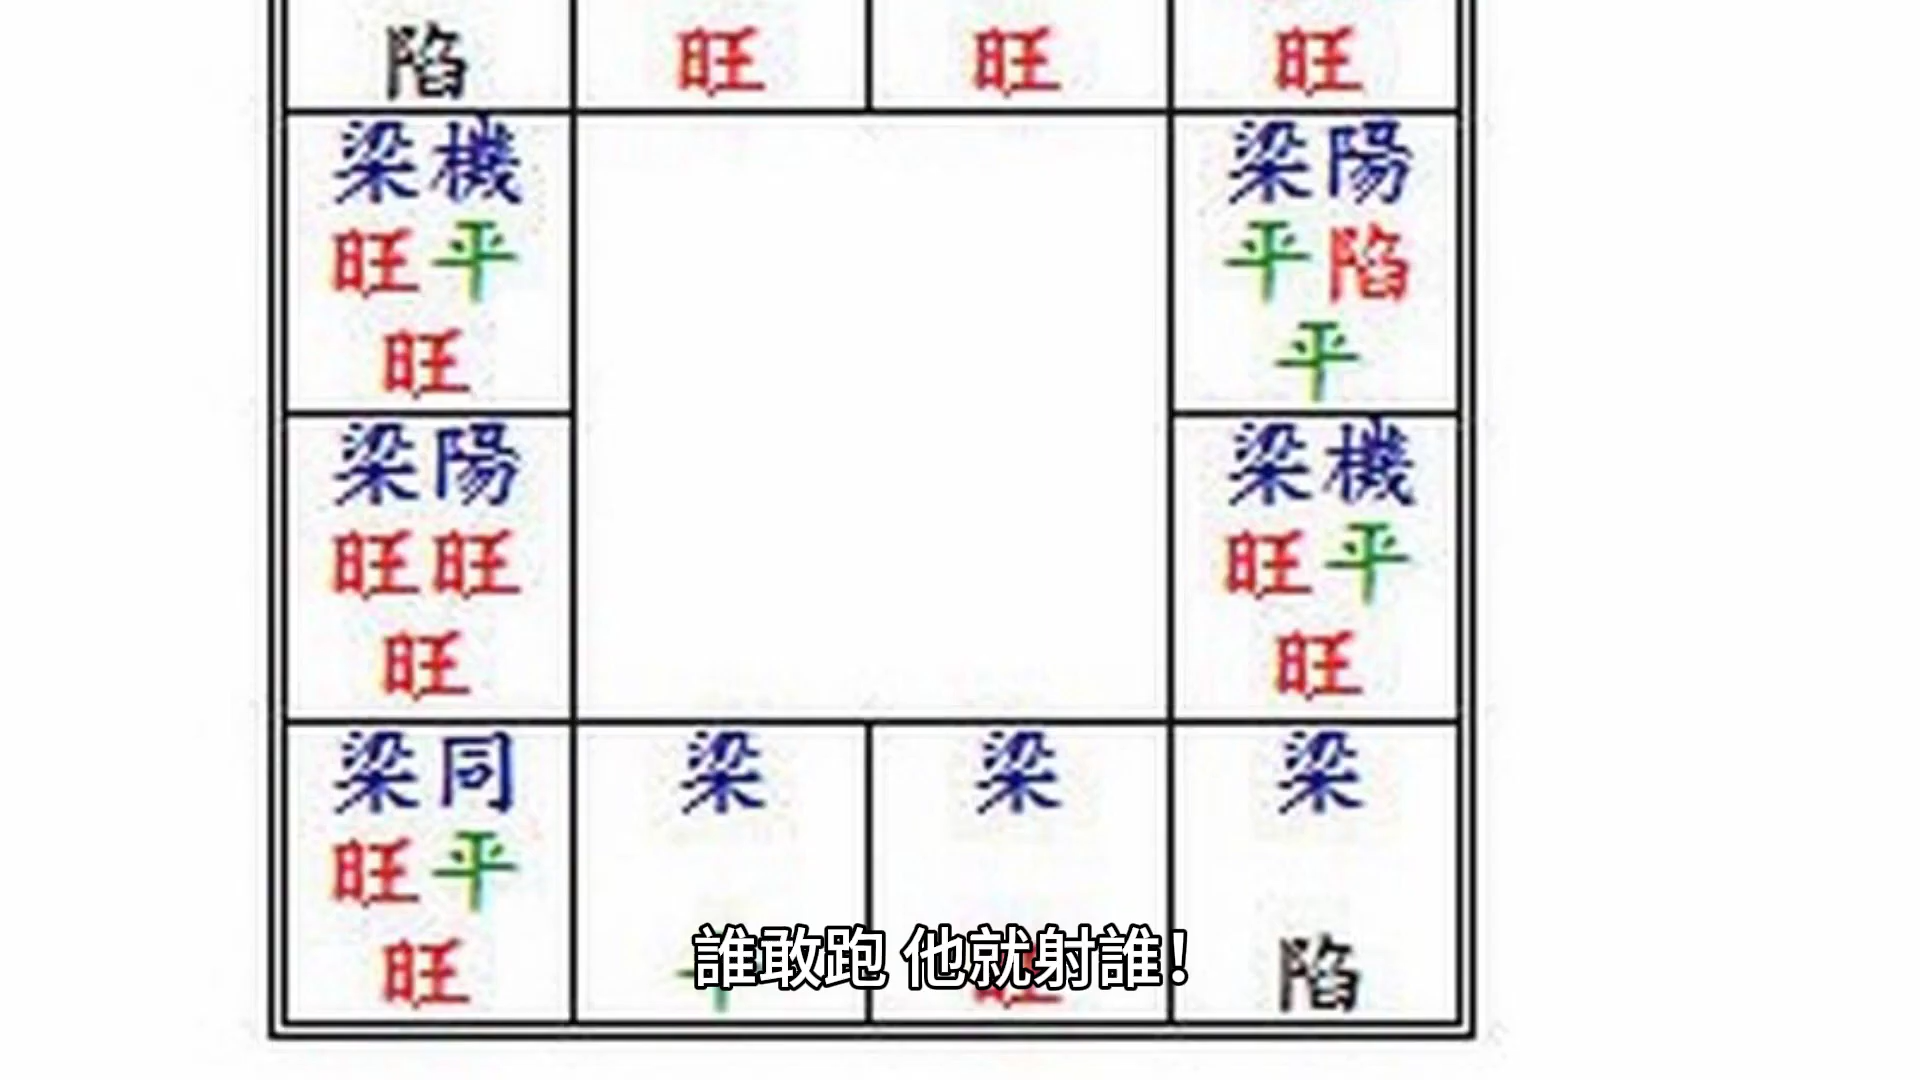 陷 旺 旺 旺
梁機 梁陽
旺平 平陷
旺 平
梁陽 梁機
旺旺 旺平
旺 旺
梁同 梁 梁 梁
旺平
旺 平 旺 陷
誰敢跑 他就射誰！